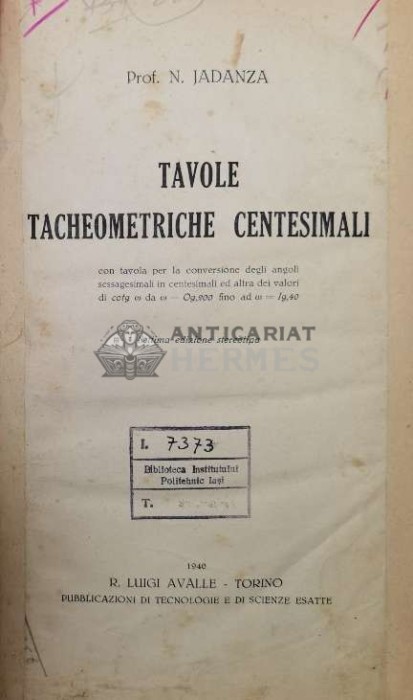 Prof. N. JADANZA
TAVOLE
TACHEOMETRICHE CENTESIMALI
con tavola per la conversione degli angoli
sessagesimali in centesimali ed altra dei valori
di cotg ω da ω = 0g,900 fino ad ω = 1g,40
edizione stereotipa
ANTICARIAT
HERMES
I. 7373
Biblioteca Institutului
Politehnic Iaşi
T.
1940
R. LUIGI AVALLE - TORINO
PUBBLICAZIONI DI TECNOLOGIE E DI SCIENZE ESATTE